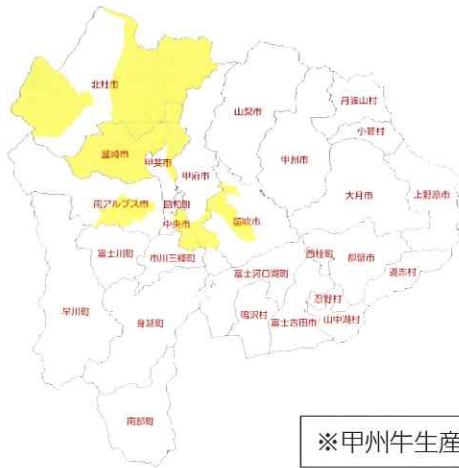 北杜市
丹波山村
山梨市
小菅村
韮崎市
甲斐市
甲府市
甲州市
大月市
上野原市
南アルプス市
昭和町
中央市
笛吹市
富士川町
市川三郷町
西桂町
都留市
富士河口湖町
道志村
忍野村
早川町
身延町
鳴沢村
富士吉田市
山中湖村
南部町
※甲州牛生産